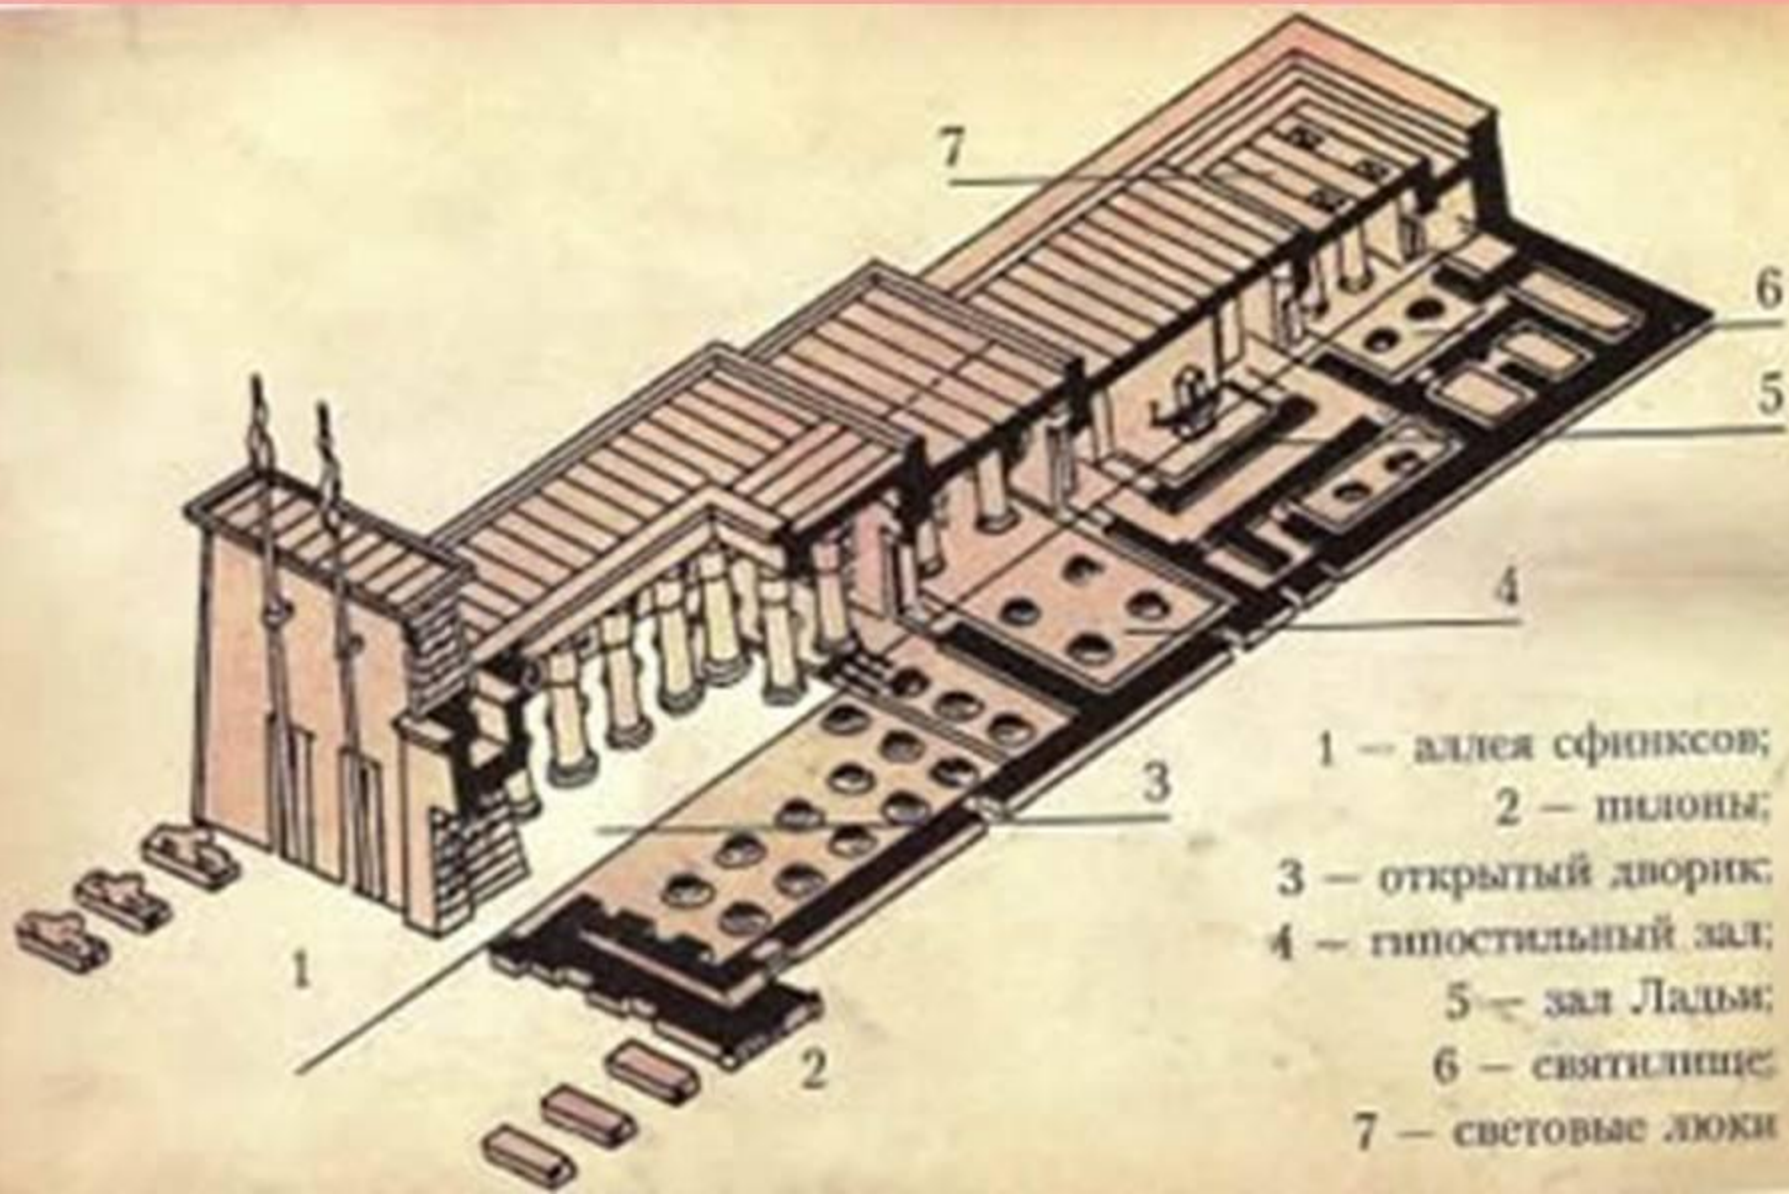 7
6
5
4
3
1
2
1 — аллея сфинксов;
2 — пилоны;
3 — открытый дворик;
4 — гипостильный зал;
5 — зал Ладьи;
6 — святилище;
7 — световые люки